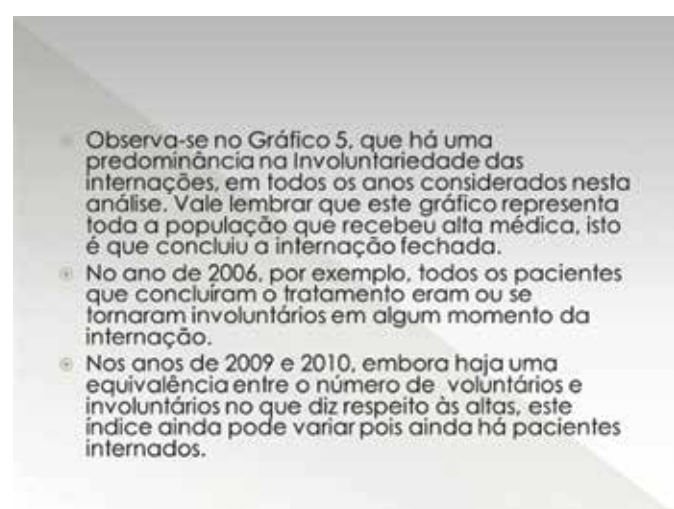 Observa-se no Gráfico 5, que há uma
predominância na Involuntariedade das
internações, em todos os anos considerados nesta
análise. Vale lembrar que este gráfico representa
toda a população que recebeu alta médica, isto
é que concluiu a internação fechada.
No ano de 2006, por exemplo, todos os pacientes
que concluíram o tratamento eram ou se
tornaram involuntários em algum momento da
internação.
Nos anos de 2009 e 2010, embora haja uma
equivalência entre o número de voluntários e
involuntários no que diz respeito às altas, este
índice ainda pode variar pois ainda há pacientes
internados.